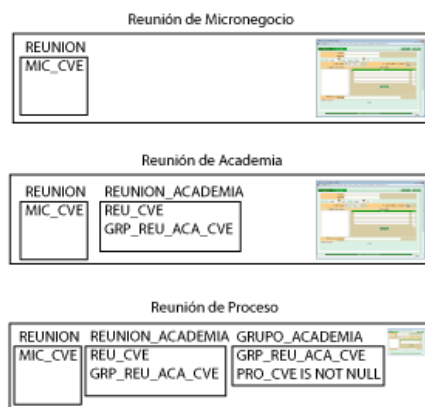 Reunión de Micronegocio
REUNION
MIC_CVE
Reunión de Academia
REUNION REUNION_ACADEMIA
MIC_CVE REU_CVE
GRP_REU_ACA_CVE
Reunión de Proceso
REUNION REUNION_ACADEMIA GRUPO_ACADEMIA
MIC_CVE REU_CVE GRP_REU_ACA_CVE
GRP_REU_ACA_CVE PRO_CVE IS NOT NULL